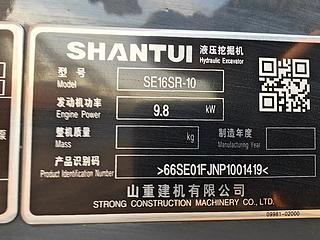 SHANTUI 液压挖掘机
Hydraulic Excavator
型 号 SE16SR-10
Model
发动机功率 9.8 kW
Engine Power
整机质量 kg 制造年度
Mass Manufacturing Year
产品识别码 >66SE01FJNP1001419<
Product Identification Number
山重建机有限公司
STRONG CONSTRUCTION MACHINERY CO., LTD.
09981-02000